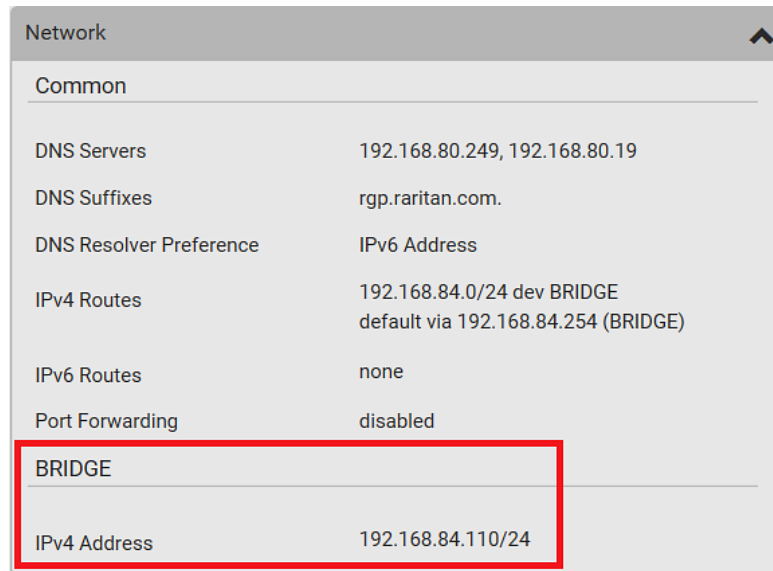 Network
Common
DNS Servers 192.168.80.249, 192.168.80.19
DNS Suffixes rgp.raritan.com.
DNS Resolver Preference IPv6 Address
IPv4 Routes 192.168.84.0/24 dev BRIDGE
default via 192.168.84.254 (BRIDGE)
IPv6 Routes none
Port Forwarding disabled
BRIDGE
IPv4 Address 192.168.84.110/24